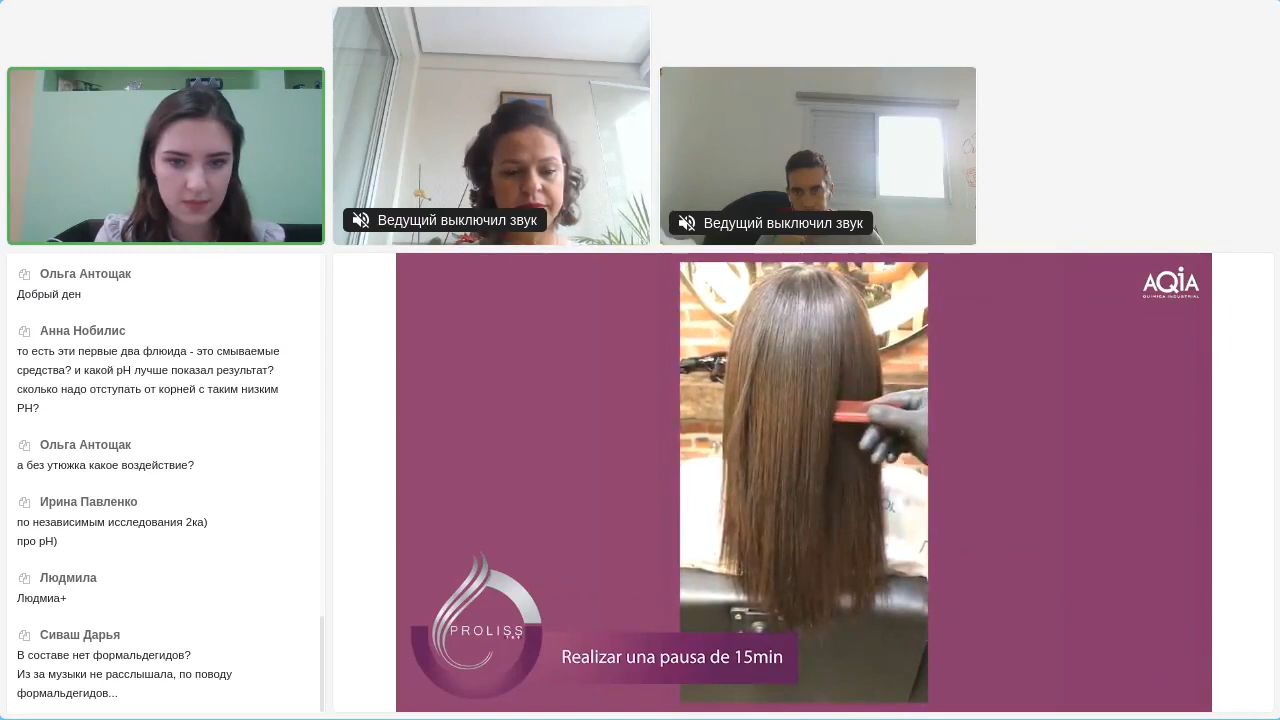 Ведущий выключил звук
Ведущий выключил звук
Ольга Антощак
Добрый ден
Анна Нобилис
то есть эти первые два флюида - это смываемые
средства? и какой pH лучше показал результат?
сколько надо отступать от корней с таким низким
PH?
Ольга Антощак
а без утюжка какое воздействие?
Ирина Павленко
по независимым исследования 2ка)
про pH)
Людмила
Людмиа+
Сиваш Дарья
В составе нет формальдегидов?
Из за музыки не расслышала, по поводу
формальдегидов...
AQIA
QUIMICA INDUSTRIAL
PROLISS
Realizar una pausa de 15min